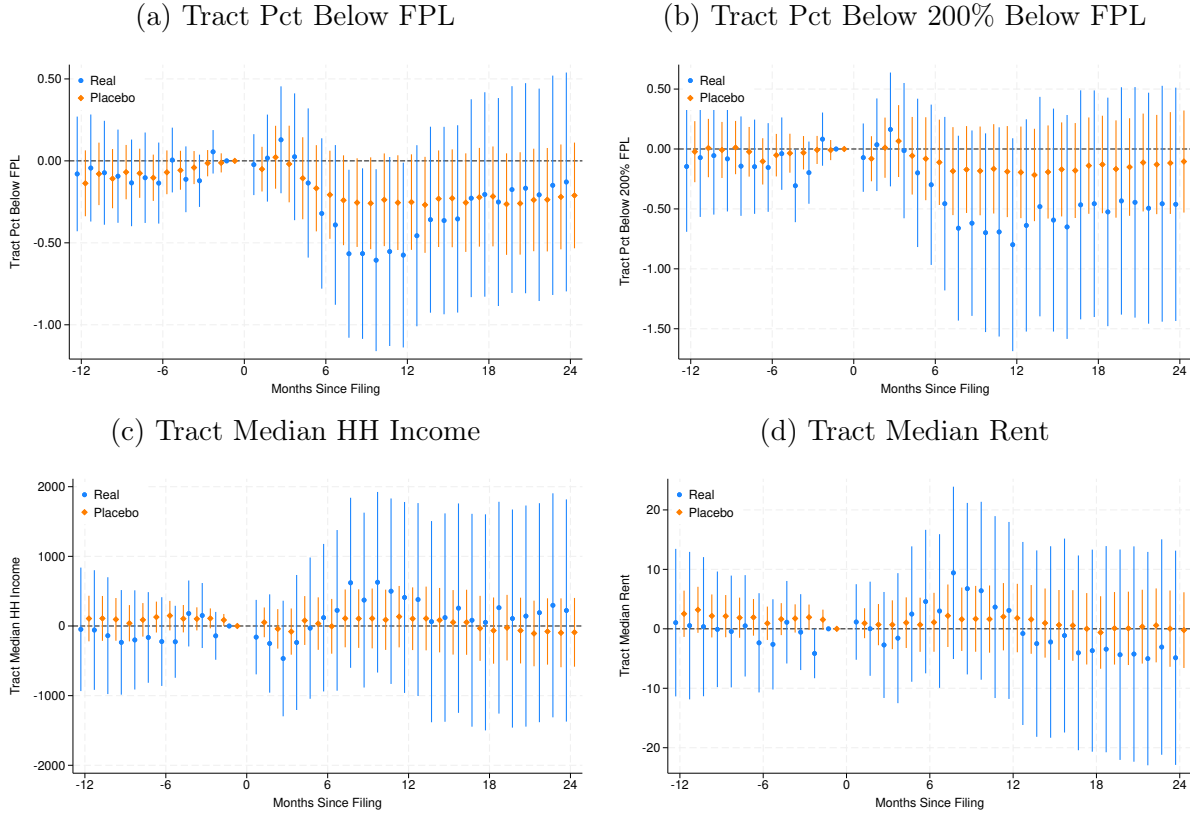 (a) Tract Pct Below FPL
Real
Placebo
Tract Pct Below FPL
0.50
0.00
-0.50
-1.00
-12 -6 0 6 12 18 24
Months Since Filing
(b) Tract Pct Below 200% Below FPL
Real
Placebo
Tract Pct Below 200% FPL
0.50
0.00
-0.50
-1.00
-1.50
-12 -6 0 6 12 18 24
Months Since Filing
(c) Tract Median HH Income
Real
Placebo
Tract Median HH Income
2000
1000
0
-1000
-2000
-12 -6 0 6 12 18 24
Months Since Filing
(d) Tract Median Rent
Real
Placebo
Tract Median Rent
20
10
0
-10
-20
-12 -6 0 6 12 18 24
Months Since Filing